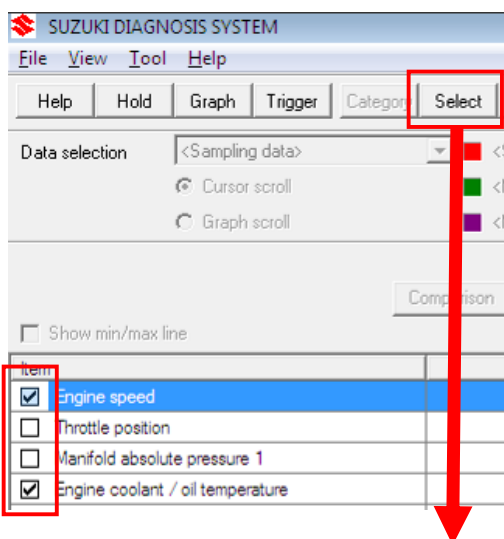 SUZUKI DIAGNOSIS SYSTEM
File View Tool Help
Help Hold Graph Trigger Category Select
Data selection <Sampling data>
Cursor scroll
Graph scroll
Comparison
Show min/max line
Item
Engine speed
Throttle position
Manifold absolute pressure 1
Engine coolant / oil temperature